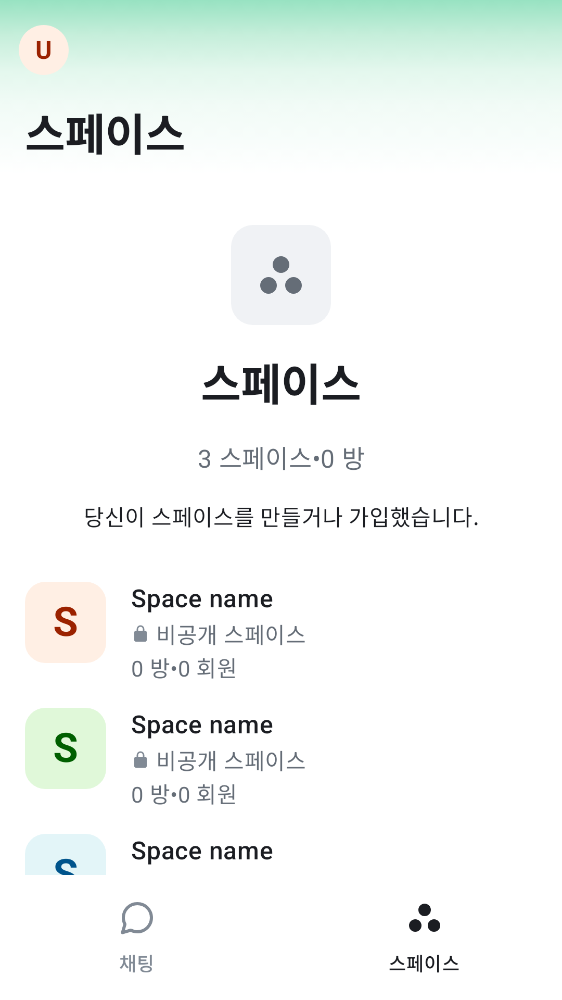 U
스페이스
스페이스
3 스페이스•0 방
당신이 스페이스를 만들거나 가입했습니다.
S
Space name
비공개 스페이스
0 방•0 회원
S
Space name
비공개 스페이스
0 방•0 회원
S
Space name
채팅
스페이스